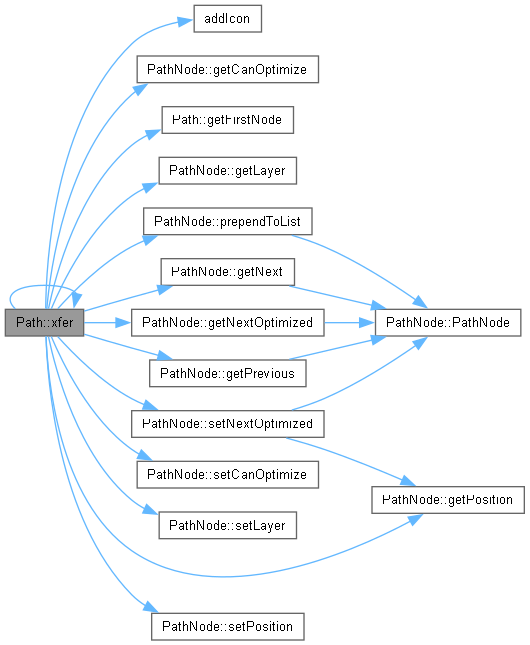 addIcon
PathNode::getCanOptimize
Path::getFirstNode
PathNode::getLayer
PathNode::prependToList
PathNode::getNext
Path::xfer
PathNode::getNextOptimized
PathNode::PathNode
PathNode::getPrevious
PathNode::setNextOptimized
PathNode::setCanOptimize
PathNode::getPosition
PathNode::setLayer
PathNode::setPosition